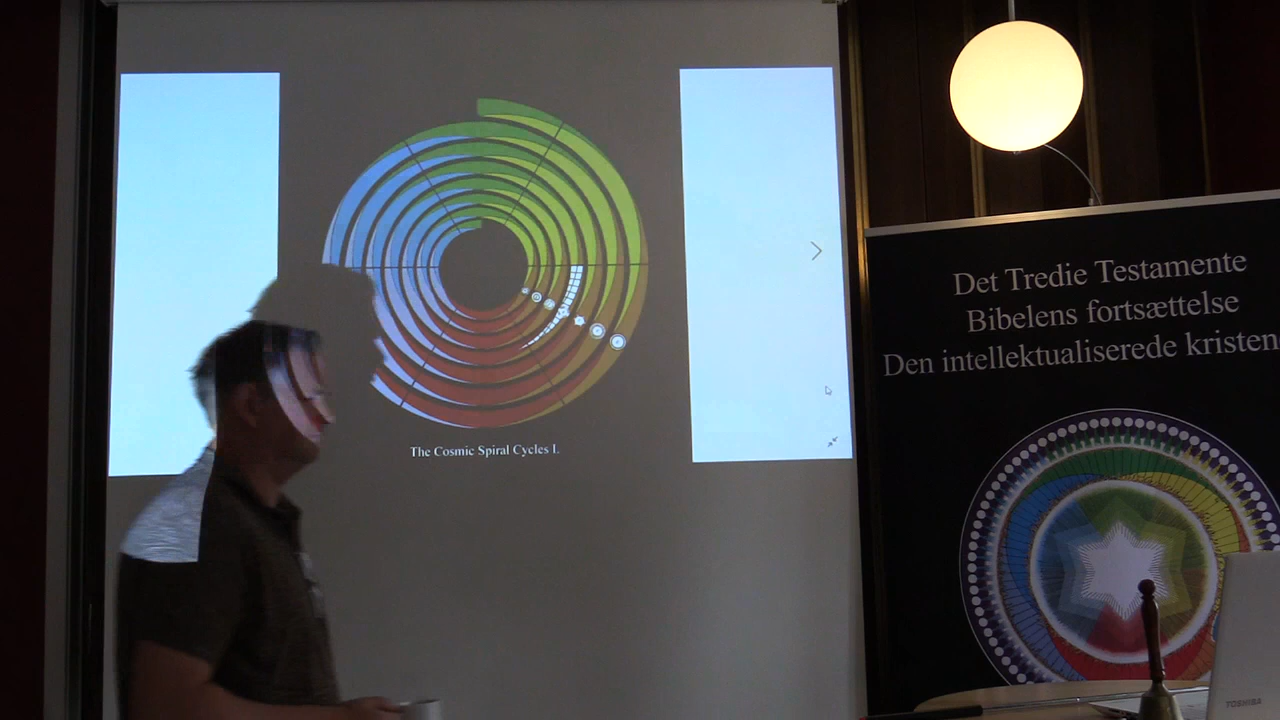 The Cosmic Spiral Cycles I.
Det Tredie Testamente
Bibelens fortsættelse
Den intellektualiserede kristen
TOSHIBA